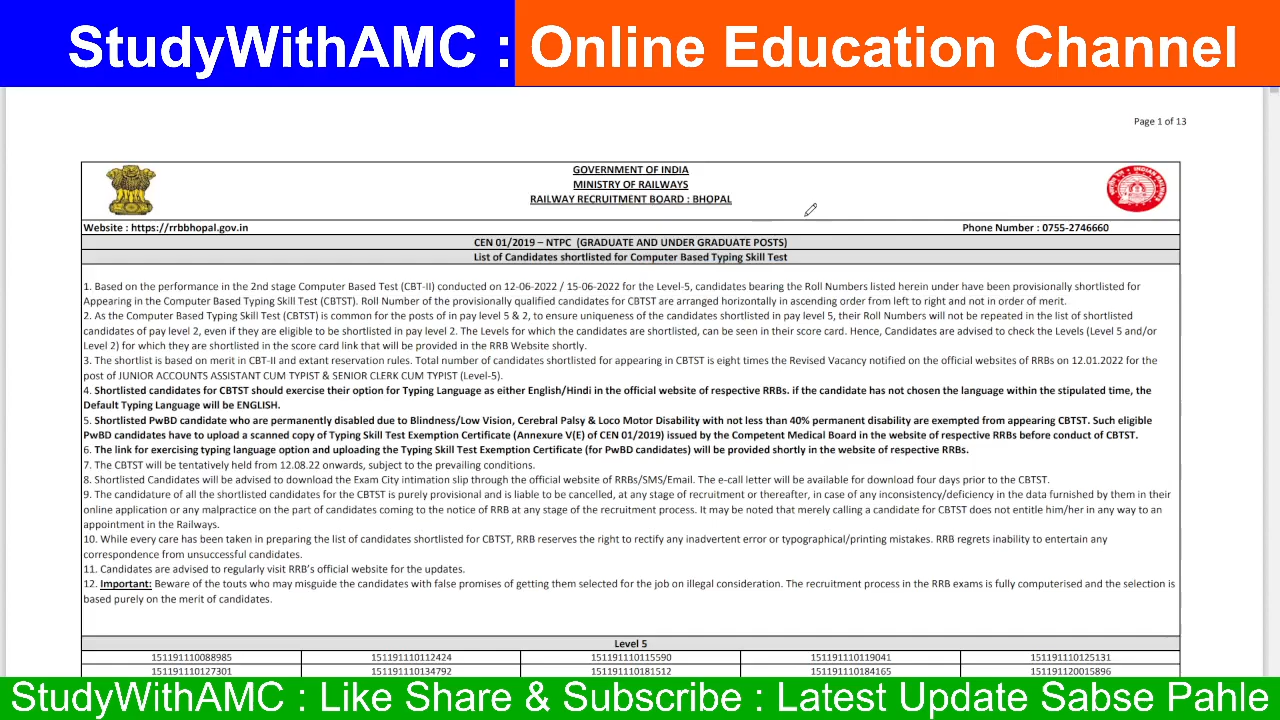 StudyWithAMC : Online Education Channel
Page 1 of 13
GOVERNMENT OF INDIA
MINISTRY OF RAILWAYS
RAILWAY RECRUITMENT BOARD : BHOPAL
Website : https://rrbbhopal.gov.in Phone Number : 0755-2746660
CEN 01/2019 – NTPC (GRADUATE AND UNDER GRADUATE POSTS)
List of Candidates shortlisted for Computer Based Typing Skill Test
1. Based on the performance in the 2nd stage Computer Based Test (CBT-II) conducted on 12-06-2022 / 15-06-2022 for the Level-5, candidates bearing the Roll Numbers listed herein under have been provisionally shortlisted for
Appearing in the Computer Based Typing Skill Test (CBTST). Roll Number of the provisionally qualified candidates for CBTST are arranged horizontally in ascending order from left to right and not in order of merit.
2. As the Computer Based Typing Skill Test (CBTST) is common for the posts of in pay level 5 & 2, to ensure uniqueness of the candidates shortlisted in pay level 5, their Roll Numbers will not be repeated in the list of shortlisted
candidates of pay level 2, even if they are eligible to be shortlisted in pay level 2. The Levels for which the candidates are shortlisted, can be seen in their score card. Hence, Candidates are advised to check the Levels (Level 5 and/or
Level 2) for which they are shortlisted in the score card link that will be provided in the RRB Website shortly.
3. The shortlist is based on merit in CBT-II and extant reservation rules. Total number of candidates shortlisted for appearing in CBTST is eight times the Revised Vacancy notified on the official websites of RRBs on 12.01.2022 for the
post of JUNIOR ACCOUNTS ASSISTANT CUM TYPIST & SENIOR CLERK CUM TYPIST (Level-5).
4. Shortlisted candidates for CBTST should exercise their option for Typing Language as either English/Hindi in the official website of respective RRBs. if the candidate has not chosen the language within the stipulated time, the
Default Typing Language will be ENGLISH.
5. Shortlisted PwBD candidate who are permanently disabled due to Blindness/Low Vision, Cerebral Palsy & Loco Motor Disability with not less than 40% permanent disability are exempted from appearing CBTST. Such eligible
PwBD candidates have to upload a scanned copy of Typing Skill Test Exemption Certificate (Annexure V(E) of CEN 01/2019) issued by the Competent Medical Board in the website of respective RRBs before conduct of CBTST.
6. The link for exercising typing language option and uploading the Typing Skill Test Exemption Certificate (for PwBD candidates) will be provided shortly in the website of respective RRBs.
7. The CBTST will be tentatively held from 12.08.22 onwards, subject to the prevailing conditions.
8. Shortlisted Candidates will be advised to download the Exam City intimation slip through the official website of RRBs/SMS/Email. The e-call letter will be available for download four days prior to the CBTST.
9. The candidature of all the shortlisted candidates for the CBTST is purely provisional and is liable to be cancelled, at any stage of recruitment or thereafter, in case of any inconsistency/deficiency in the data furnished by them in their
online application or any malpractice on the part of candidates coming to the notice of RRB at any stage of the recruitment process. It may be noted that merely calling a candidate for CBTST does not entitle him/her in any way to an
appointment in the Railways.
10. While every care has been taken in preparing the list of candidates shortlisted for CBTST, RRB reserves the right to rectify any inadvertent error or typographical/printing mistakes. RRB regrets inability to entertain any
correspondence from unsuccessful candidates.
11. Candidates are advised to regularly visit RRB's official website for the updates.
12. Important: Beware of the touts who may misguide the candidates with false promises of getting them selected for the job on illegal consideration. The recruitment process in the RRB exams is fully computerised and the selection is
based purely on the merit of candidates.
Level 5
151191110088985 151191110112424 151191110115590 151191110119041 151191110125131
151191110127301 151191110134792 151191110181512 151191110184165 151191120015896
StudyWithAMC : Like Share & Subscribe : Latest Update Sabse Pahle